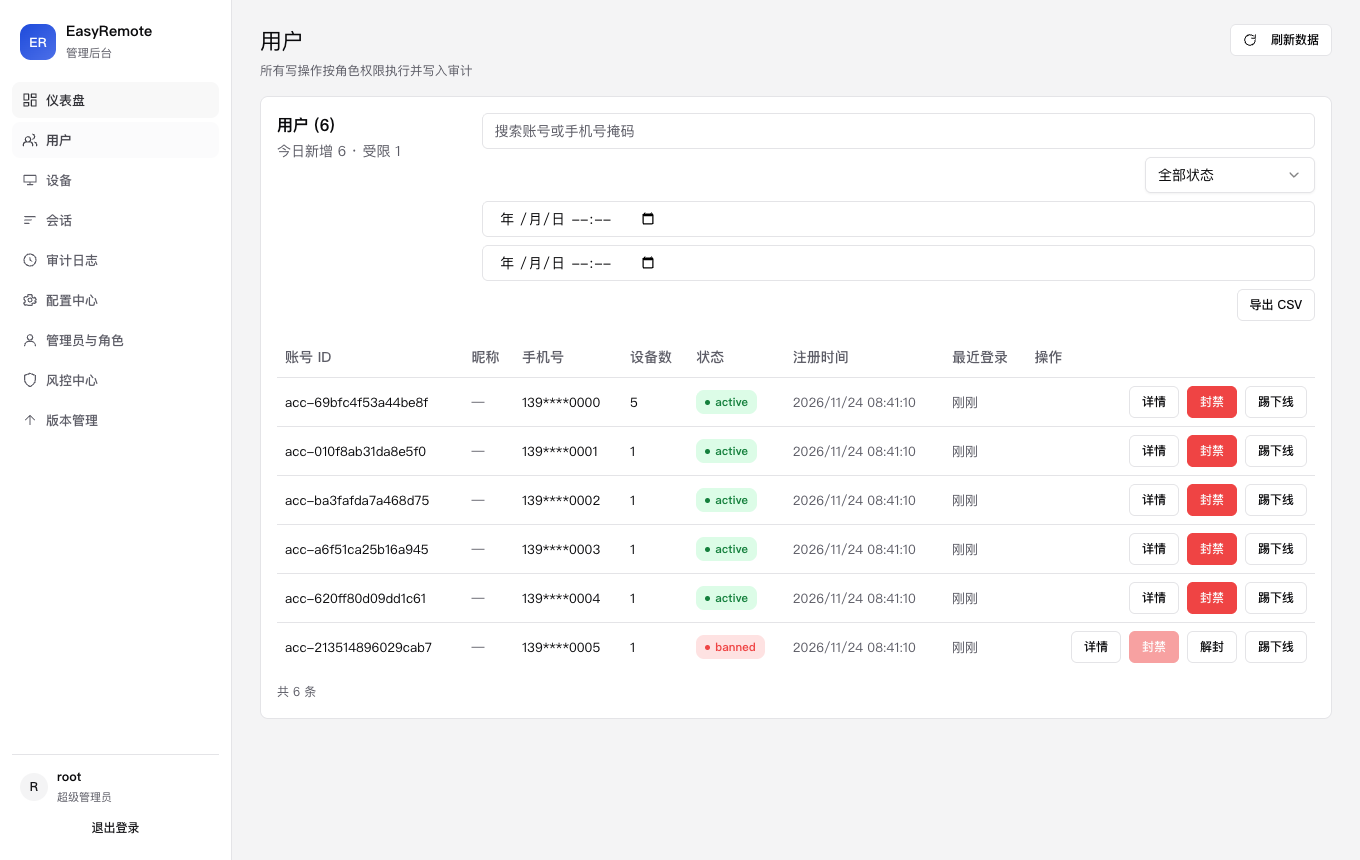 ER
EasyRemote
管理后台
仪表盘
用户
设备
会话
审计日志
配置中心
管理员与角色
风控中心
版本管理
R
root
超级管理员
退出登录
用户
所有写操作按角色权限执行并写入审计
刷新数据
用户 (6)
今日新增 6 · 受限 1
搜索账号或手机号掩码
全部状态
年 /月/日 --:--
年 /月/日 --:--
导出 CSV
账号 ID 昵称 手机号 设备数 状态 注册时间 最近登录 操作
acc-69bfc4f53a44be8f — 139****0000 5 active 2026/11/24 08:41:10 刚刚 详情 封禁 踢下线
acc-010f8ab31da8e5f0 — 139****0001 1 active 2026/11/24 08:41:10 刚刚 详情 封禁 踢下线
acc-ba3fafda7a468d75 — 139****0002 1 active 2026/11/24 08:41:10 刚刚 详情 封禁 踢下线
acc-a6f51ca25b16a945 — 139****0003 1 active 2026/11/24 08:41:10 刚刚 详情 封禁 踢下线
acc-620ff80d09dd1c61 — 139****0004 1 active 2026/11/24 08:41:10 刚刚 详情 封禁 踢下线
acc-213514896029cab7 — 139****0005 1 banned 2026/11/24 08:41:10 刚刚 详情 封禁 解封 踢下线
共 6 条